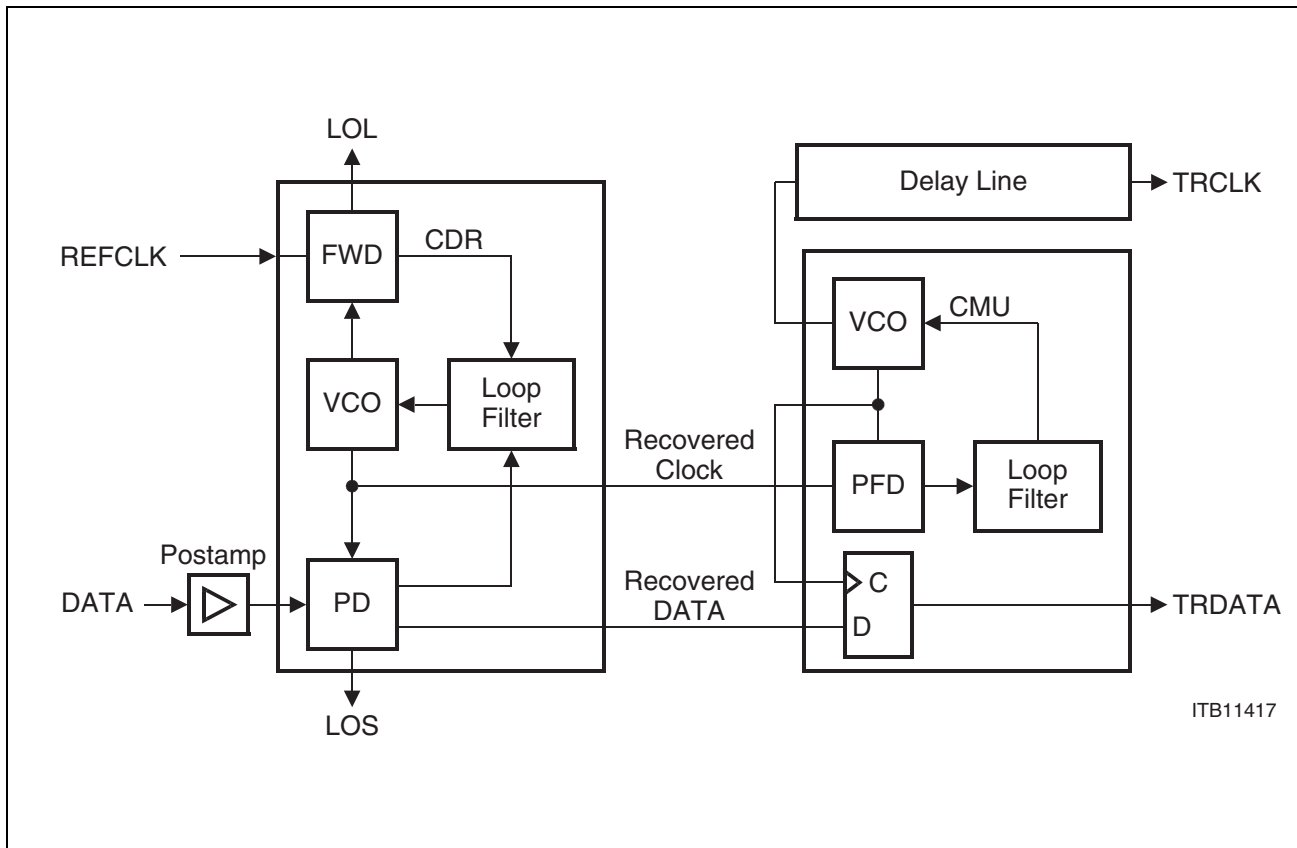 LOL
Delay Line
TRCLK
REFCLK
FWD
CDR
VCO
CMU
VCO
Loop
Filter
Recovered
Clock
PFD
Loop
Filter
Postamp
DATA
PD
Recovered
DATA
C
D
TRDATA
LOS
ITB11417